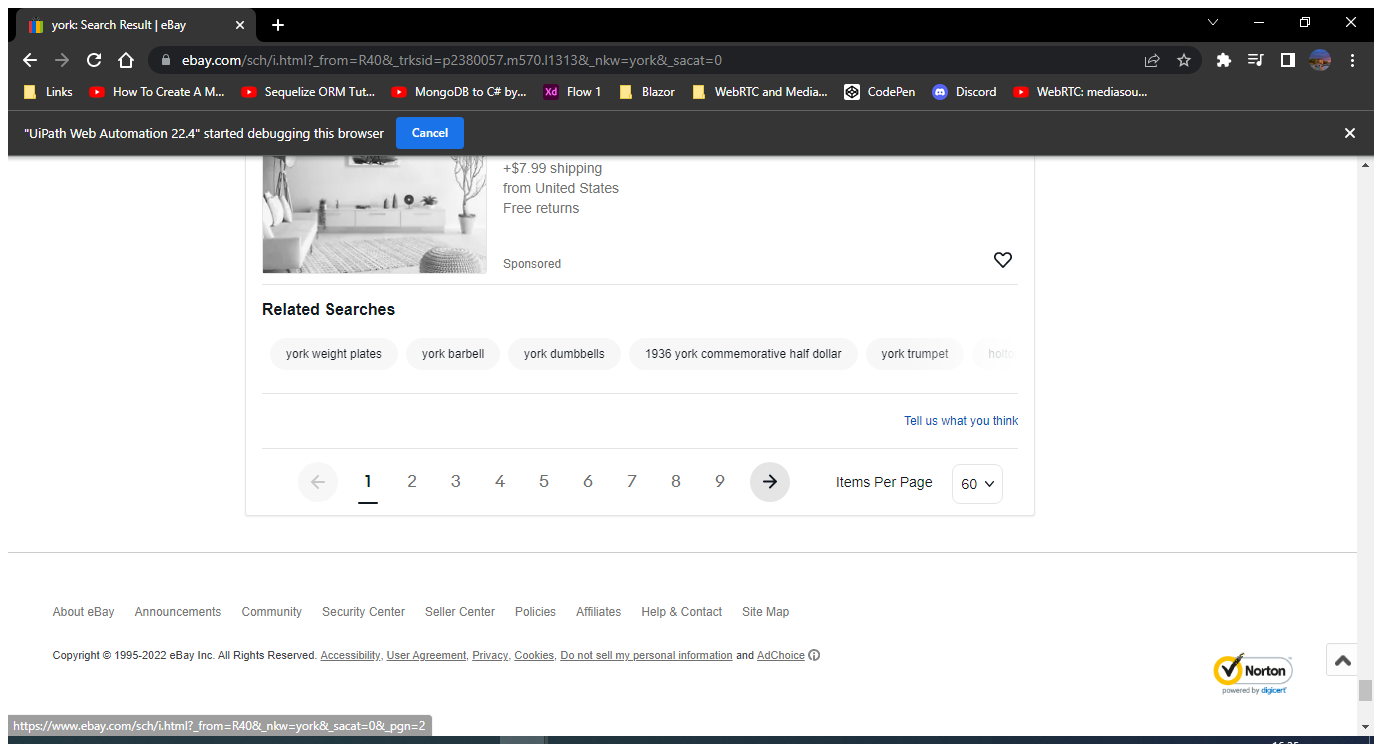 york: Search Result | eBay
ebay.com/sch/i.html?_from=R40&_trksid=p2380057.m570.l1313&_nkw=york&_sacat=0
Links How To Create A M... Sequelize ORM Tut... MongoDB to C# by... Xd Flow 1 Blazor WebRTC and Media... CodePen Discord WebRTC: mediasou...
"UiPath Web Automation 22.4" started debugging this browser Cancel
+$7.99 shipping
from United States
Free returns
Sponsored
Related Searches
york weight plates york barbell york dumbbells 1936 york commemorative half dollar york trumpet
Tell us what you think
1 2 3 4 5 6 7 8 9 Items Per Page 60
About eBay Announcements Community Security Center Seller Center Policies Affiliates Help & Contact Site Map
Copyright © 1995-2022 eBay Inc. All Rights Reserved. Accessibility, User Agreement, Privacy, Cookies, Do not sell my personal information and AdChoice
Norton
powered by digicert
https://www.ebay.com/sch/i.html?_from=R40&_nkw=york&_sacat=0&_pgn=2